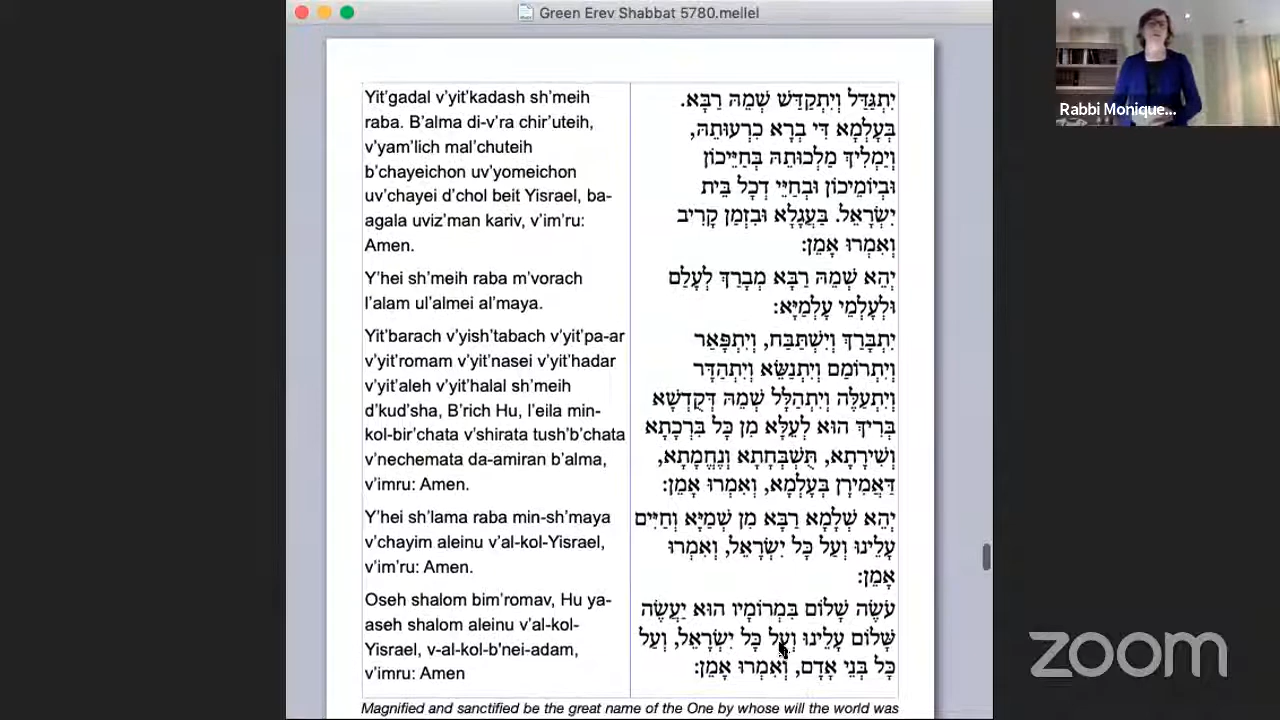 Green Erev Shabbat 5780.mellel
Rabbi Monique...
Yit'gadal v'yit'kadash sh'meih
raba. B'alma di-v'ra chir'uteih,
v'yam'lich mal'chuteih
b'chayeichon uv'yomeichon
uv'chayei d'chol beit Yisrael, ba-
agala uviz'man kariv, v'im'ru:
Amen.
Y'hei sh'meih raba m'vorach
l'alam ul'almei al'maya.
Yit'barach v'yish'tabach v'yit'pa-ar
v'yit'romam v'yit'nasei v'yit'hadar
v'yit'aleh v'yit'halal sh'meih
d'kud'sha, B'rich Hu, l'eila min-
kol-bir'chata v'shirata tush'b'chata
v'nechemata da-amiran b'alma,
v'imru: Amen.
Y'hei sh'lama raba min-sh'maya
v'chayim aleinu v'al-kol-Yisrael,
v'im'ru: Amen.
Oseh shalom bim'romav, Hu ya-
aseh shalom aleinu v'al-kol-
Yisrael, v-al-kol-b'nei-adam,
v'imru: Amen
יִתְגַּדַּל וְיִתְקַדַּשׁ שְׁמֵהּ רַבָּא.
בְּעָלְמָא דִּי בְרָא כִרְעוּתֵהּ,
וְיַמְלִיךְ מַלְכוּתֵהּ בְּחַיֵּיכוֹן
וּבְיוֹמֵיכוֹן וּבְחַיֵּי דְכָל בֵּית
יִשְׂרָאֵל. בַּעֲגָלָא וּבִזְמַן קָרִיב
וְאִמְרוּ אָמֵן:
יְהֵא שְׁמֵהּ רַבָּא מְבָרַךְ לְעָלַם
וּלְעָלְמֵי עָלְמַיָּא:
יִתְבָּרַךְ וְיִשְׁתַּבַּח, וְיִתְפָּאַר
וְיִתְרוֹמַם וְיִתְנַשֵּׂא וְיִתְהַדָּר
וְיִתְעַלֶּה וְיִתְהַלָּל שְׁמֵהּ דְּקֻדְשָׁא
בְּרִיךְ הוּא לְעֵלָּא מִן כָּל בִּרְכָתָא
וְשִׁירָתָא, תֻּשְׁבְּחָתָא וְנֶחֱמָתָא,
דַּאֲמִירָן בְּעָלְמָא, וְאִמְרוּ אָמֵן:
יְהֵא שְׁלָמָא רַבָּא מִן שְׁמַיָּא וְחַיִּים
עָלֵינוּ וְעַל כָּל יִשְׂרָאֵל, וְאִמְרוּ
אָמֵן:
עֹשֶׂה שָׁלוֹם בִּמְרוֹמָיו הוּא יַעֲשֶׂה
שָׁלוֹם עָלֵינוּ וְעַל כָּל יִשְׂרָאֵל, וְעַל
כָּל בְּנֵי אָדָם, וְאִמְרוּ אָמֵן:
Magnified and sanctified be the great name of the One by whose will the world was
zoom